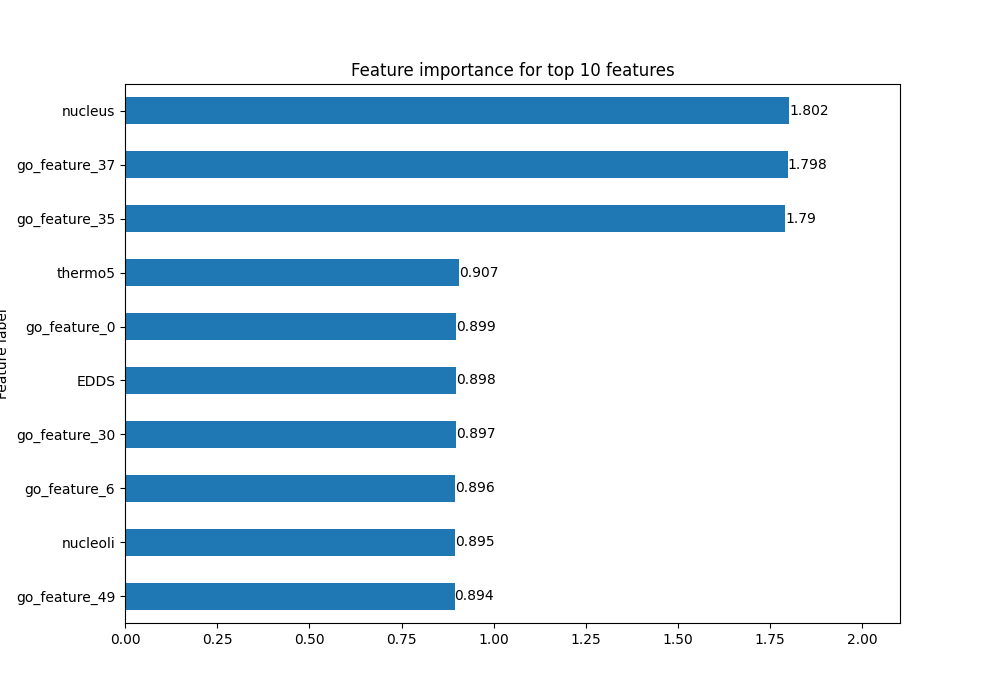 Feature importance for top 10 features
nucleus 1.802
go_feature_37 1.798
go_feature_35 1.79
thermo5 0.907
go_feature_0 0.899
EDDS 0.898
go_feature_30 0.897
go_feature_6 0.896
nucleoli 0.895
go_feature_49 0.894
0.00 0.25 0.50 0.75 1.00 1.25 1.50 1.75 2.00
Feature label